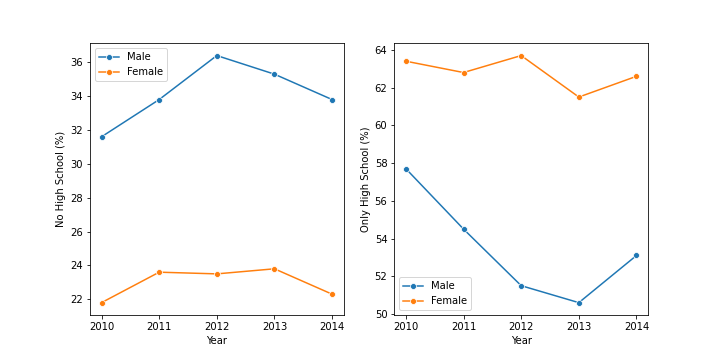 Male
Female
36
34
32
30
28
26
24
22
No High School (%)
2010 2011 2012 2013 2014
Year
64
62
60
58
56
54
52
50
Only High School (%)
Male
Female
2010 2011 2012 2013 2014
Year